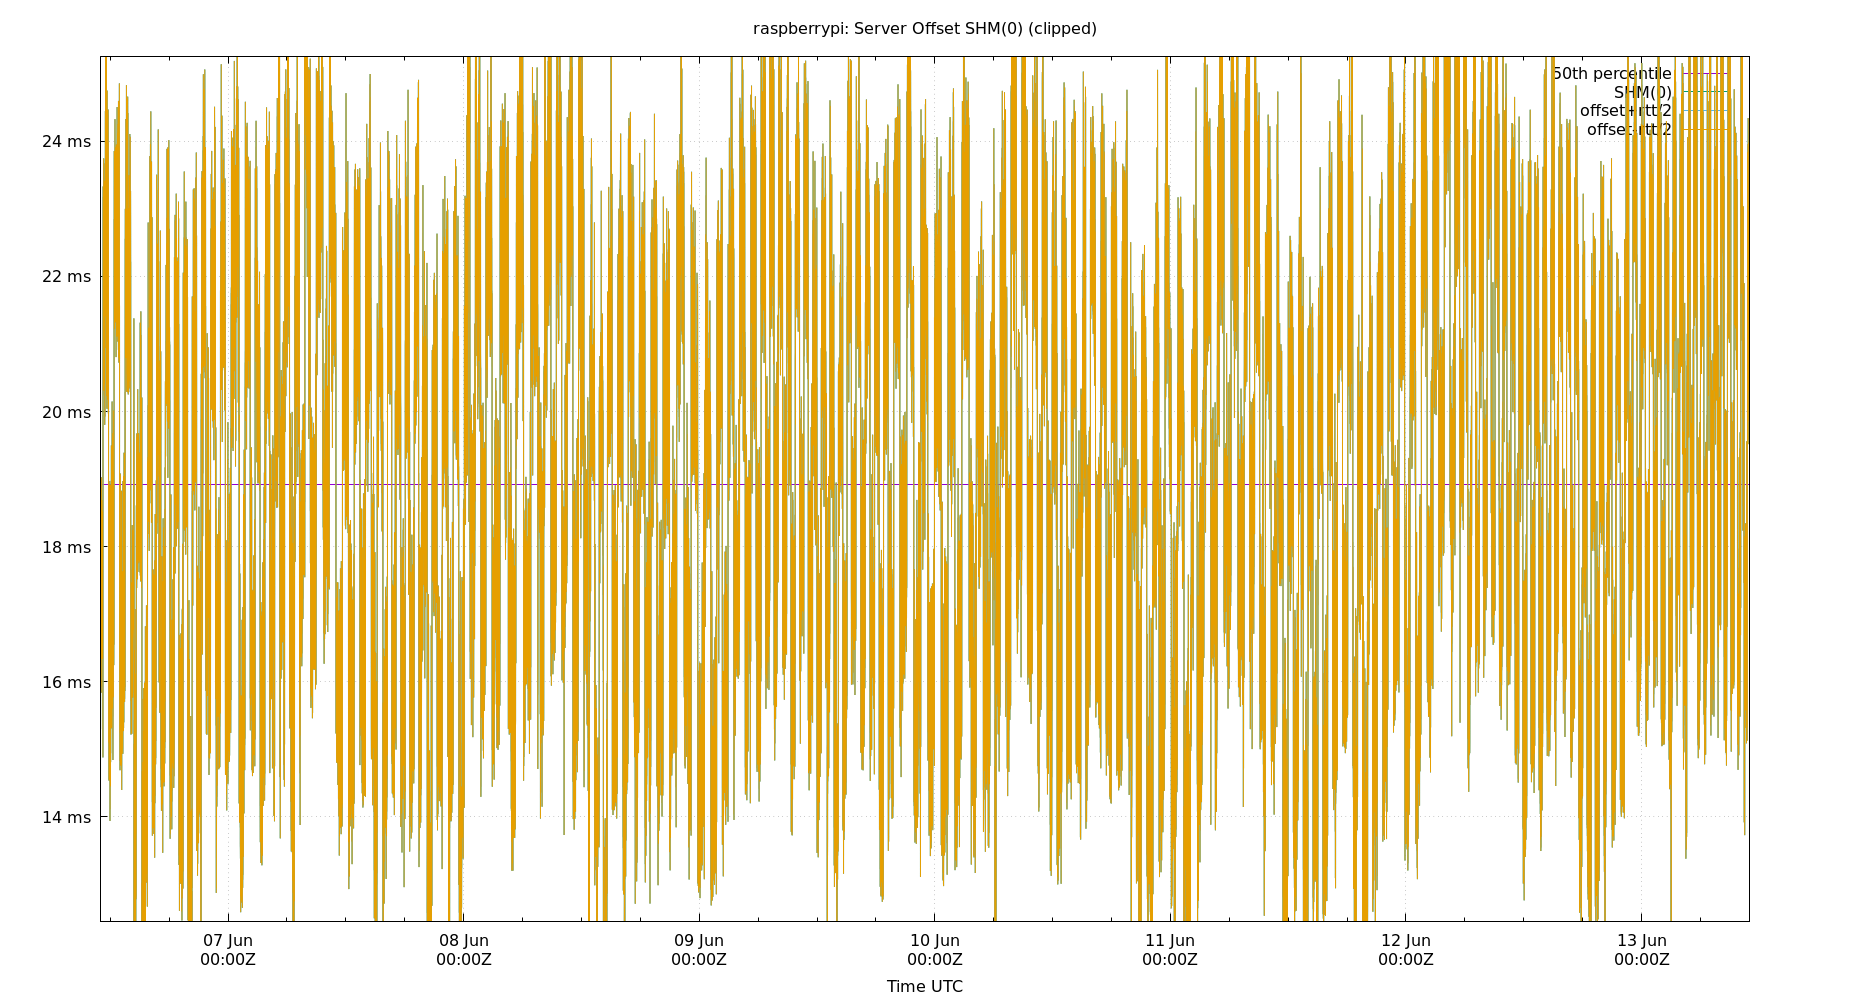 raspberrypi: Server Offset SHM(0) (clipped)
50th percentile
SHM(0)
offset+rtt/2
offset-rtt/2
24 ms
22 ms
20 ms
18 ms
16 ms
14 ms
07 Jun
00:00Z
08 Jun
00:00Z
09 Jun
00:00Z
10 Jun
00:00Z
11 Jun
00:00Z
12 Jun
00:00Z
13 Jun
00:00Z
Time UTC